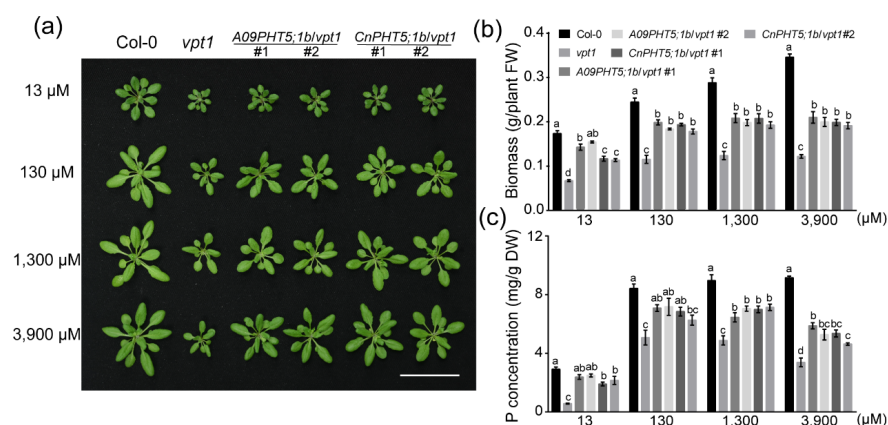 (a)
Col-0 vpt1 A09PHT5;1b/vpt1 CnPHT5;1b/vpt1
#1 #2 #1 #2
13 µM
130 µM
1,300 µM
3,900 µM
(b)
Col-0 A09PHT5;1b/vpt1 #2 CnPHT5;1b/vpt1#2
vpt1 CnPHT5;1b/vpt1 #1
A09PHT5;1b/vpt1 #1
Biomass (g/plant FW)
0.4
0.3
0.2
0.1
0.0
a d b ab c c
a c b b b b
a c b b b b
a c b b b b
13 130 1,300 3,900 (µM)
(c)
P concentration (mg/g DW)
12
9
6
3
0
a c ab ab b b
a c ab ab ab bc
a c b b b b
a d b bc bc c
13 130 1,300 3,900 (µM)